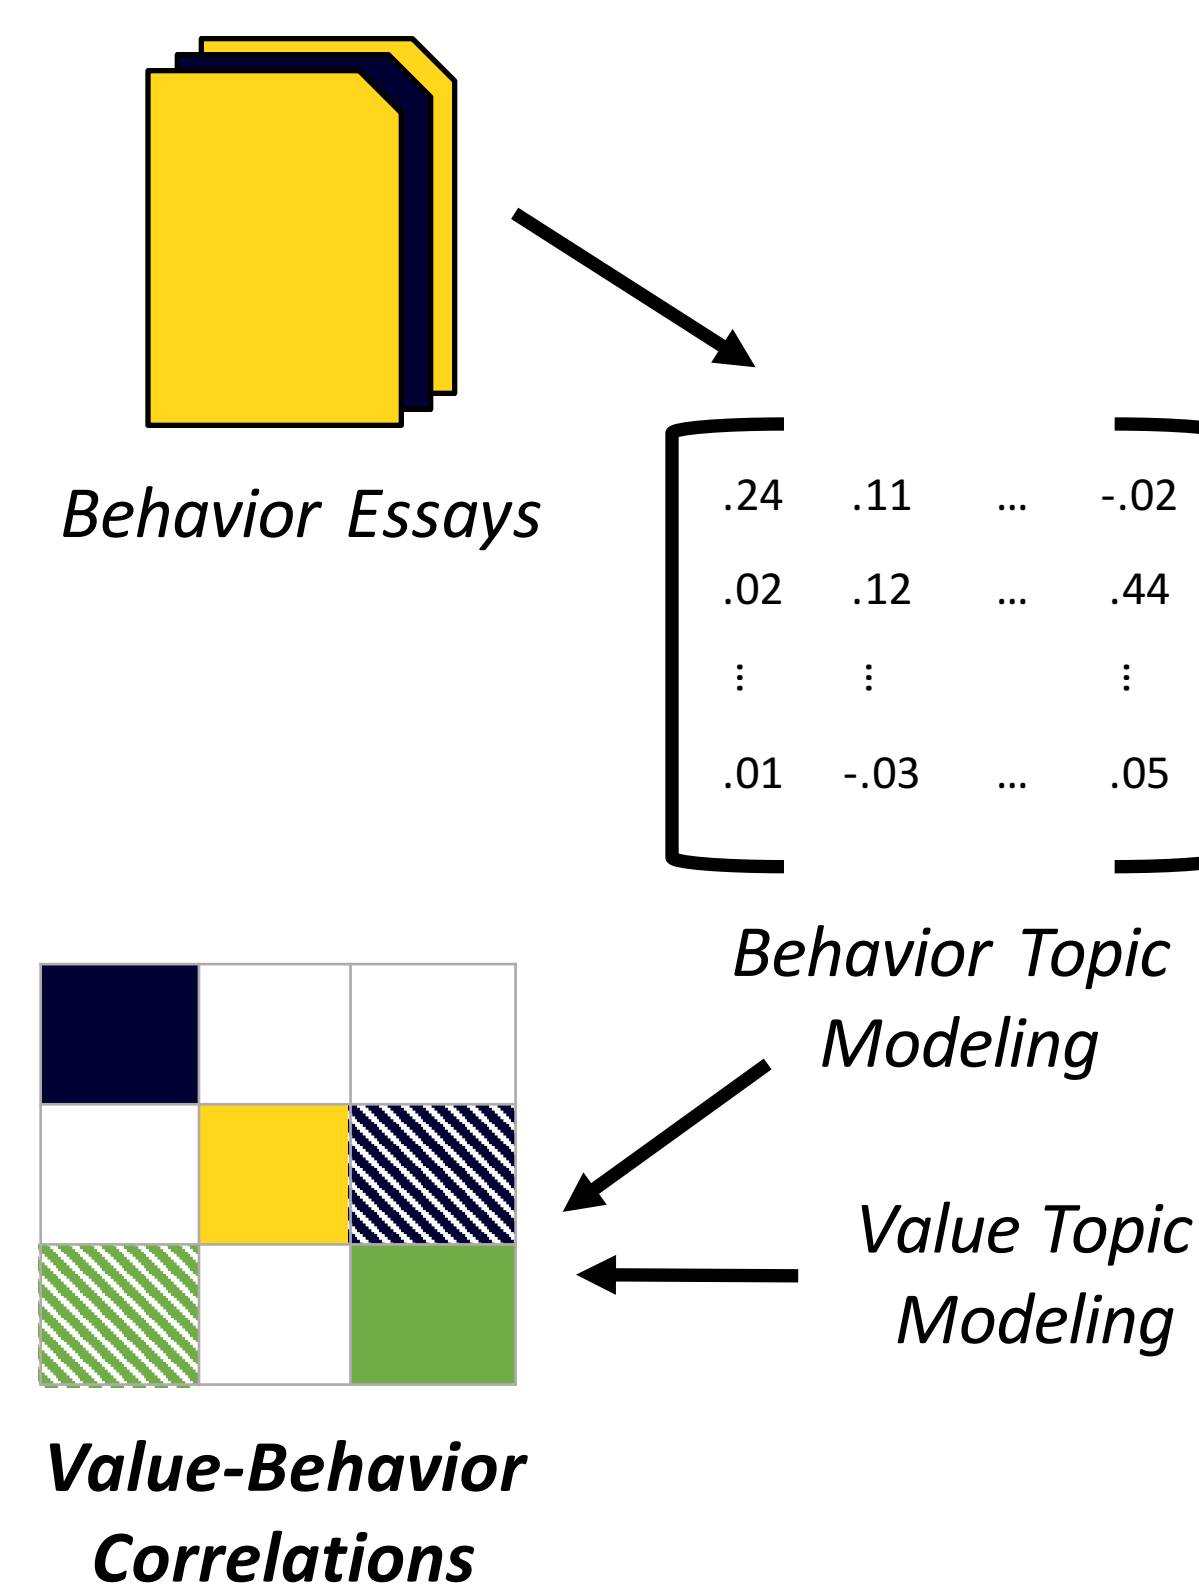 Behavior Essays
.24 .11 … -.02
.02 .12 … .44
⋮ ⋮ ⋮
.01 -.03 … .05
Behavior Topic
Modeling
Value Topic
Modeling
Value-Behavior
Correlations